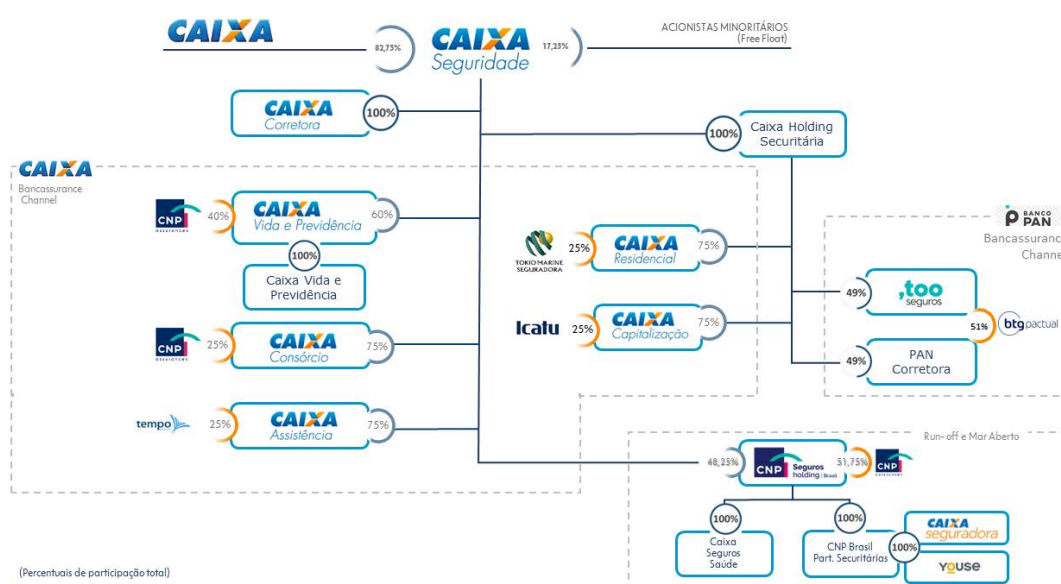 CAIXA
82,75%
CAIXA
Seguridade
17,25%
ACIONISTAS MINORITÁRIOS
(Free Float)
CAIXA
Corretora
100%
100%
Caixa Holding
Securitária
CAIXA
Bancassurance
Channel
CNP
40%
CAIXA
Vida e Previdência
60%
100%
Caixa Vida e
Previdência
TOKIO MARINE
SEGURADORA
25%
CAIXA
Residencial
75%
BANCO
PAN
Bancassurance
Channel
49%
,too
seguros
51%
btgpactual
Icatu
25%
CAIXA
Capitalização
75%
CNP
25%
CAIXA
Consórcio
75%
49%
PAN
Corretora
tempo
25%
CAIXA
Assistência
75%
Run- off e Mar Aberto
48,25%
CNP
Seguros
holding | Brasil
51,75%
CNP
100%
Caixa
Seguros
Saúde
100%
CNP Brasil
Part. Securitárias
100%
CAIXA
seguradora
YOUSE
(Percentuais de participação total)